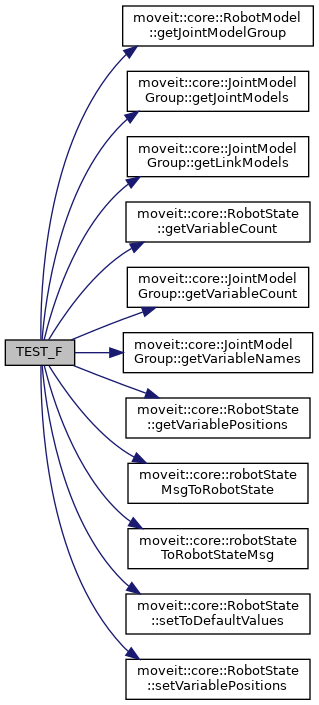 moveit::core::RobotModel
::getJointModelGroup
moveit::core::JointModel
Group::getJointModels
moveit::core::JointModel
Group::getLinkModels
moveit::core::RobotState
::getVariableCount
moveit::core::JointModel
Group::getVariableCount
TEST_F
moveit::core::JointModel
Group::getVariableNames
moveit::core::RobotState
::getVariablePositions
moveit::core::robotState
MsgToRobotState
moveit::core::robotState
ToRobotStateMsg
moveit::core::RobotState
::setToDefaultValues
moveit::core::RobotState
::setVariablePositions